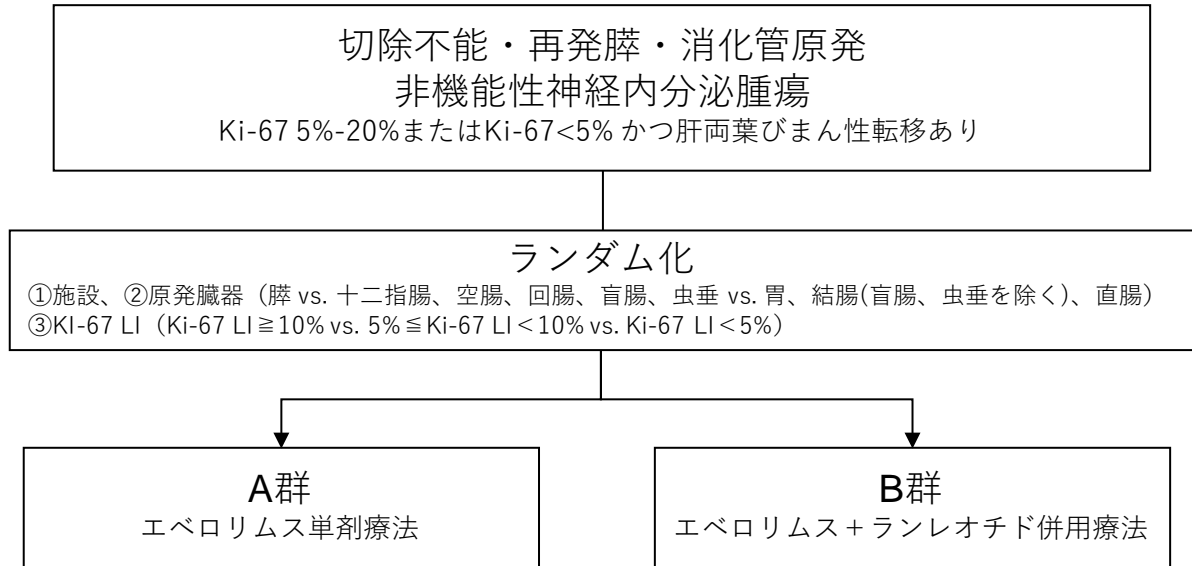 切除不能・再発膵・消化管原発
非機能性神経内分泌腫瘍
Ki-67 5%-20%またはKi-67<5% かつ肝両葉びまん性転移あり
ランダム化
①施設、②原発臓器（膵 vs. 十二指腸、空腸、回腸、盲腸、虫垂 vs. 胃、結腸(盲腸、虫垂を除く)、直腸）
③KI-67 LI（Ki-67 LI≧10% vs. 5%≦Ki-67 LI＜10% vs. Ki-67 LI＜5%）
A群
エベロリムス単剤療法
B群
エベロリムス＋ランレオチド併用療法